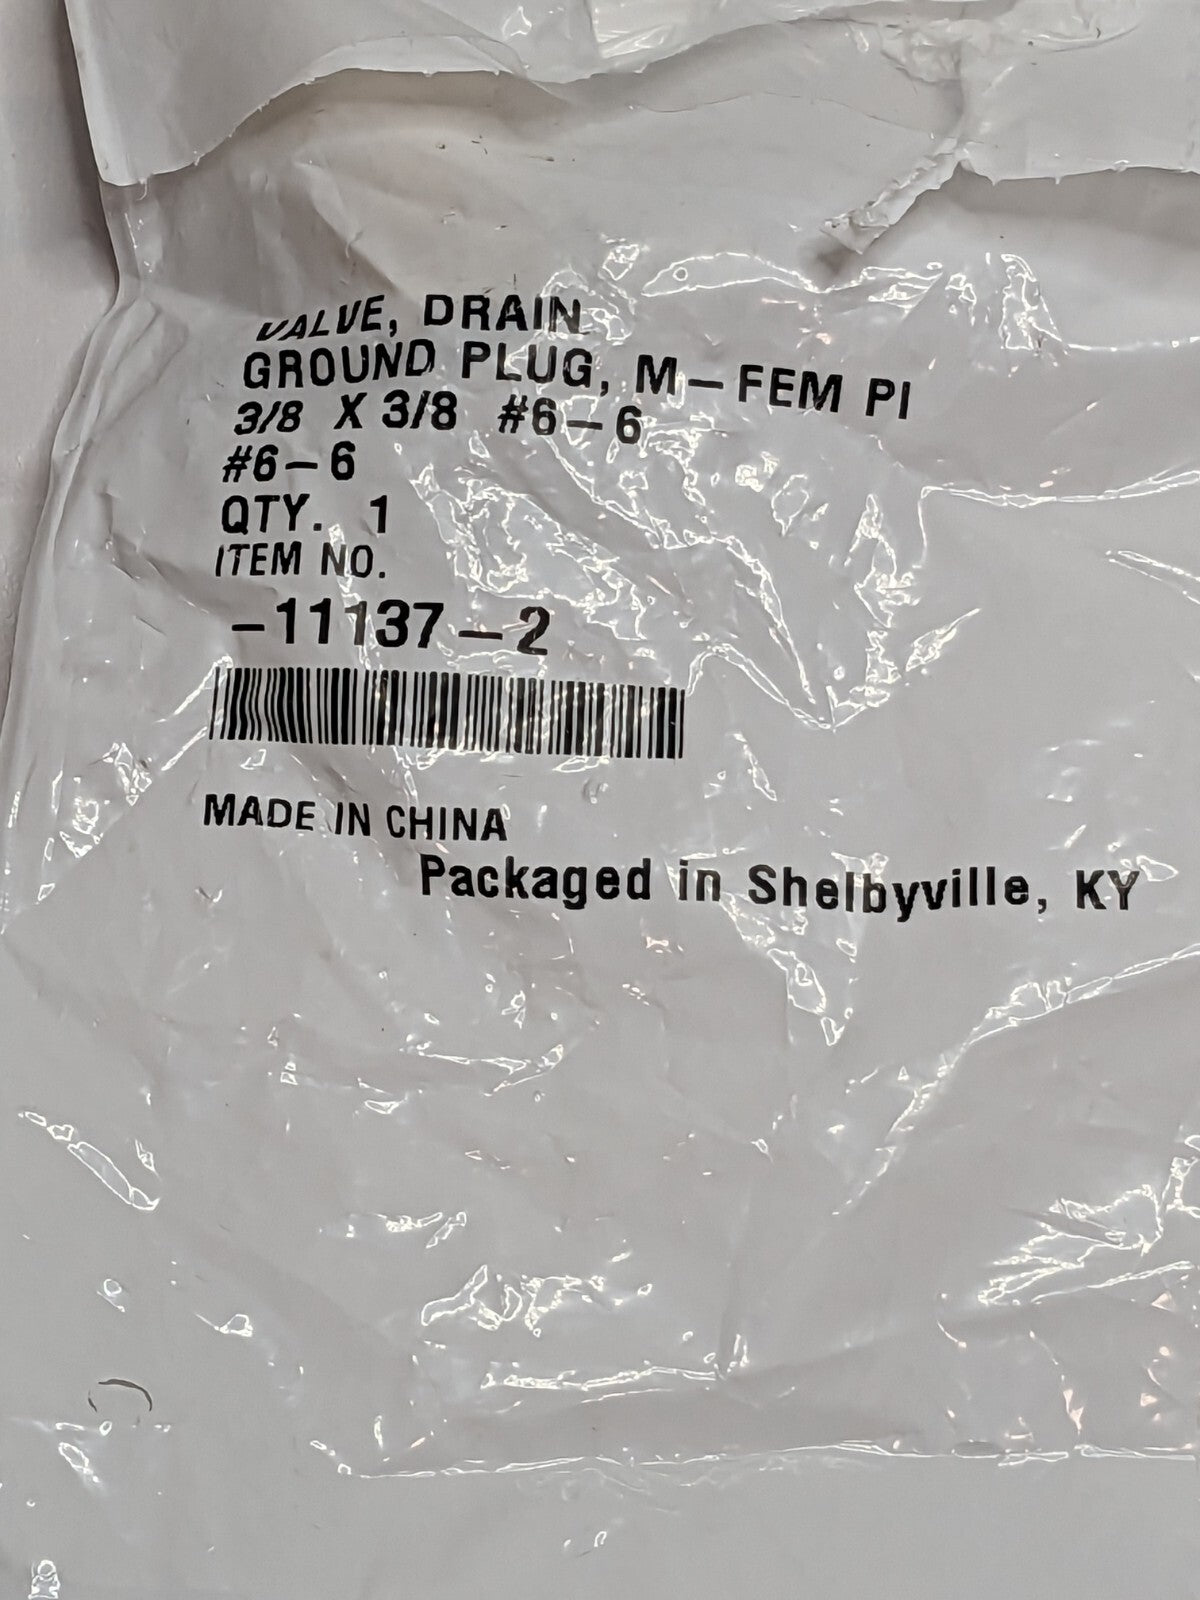 VALVE, DRAIN
GROUND PLUG, M-FEM PI
3/8 X 3/8 #6-6
#6-6
QTY. 1
ITEM NO.
-11137-2
MADE IN CHINA
Packaged in Shelbyville, KY